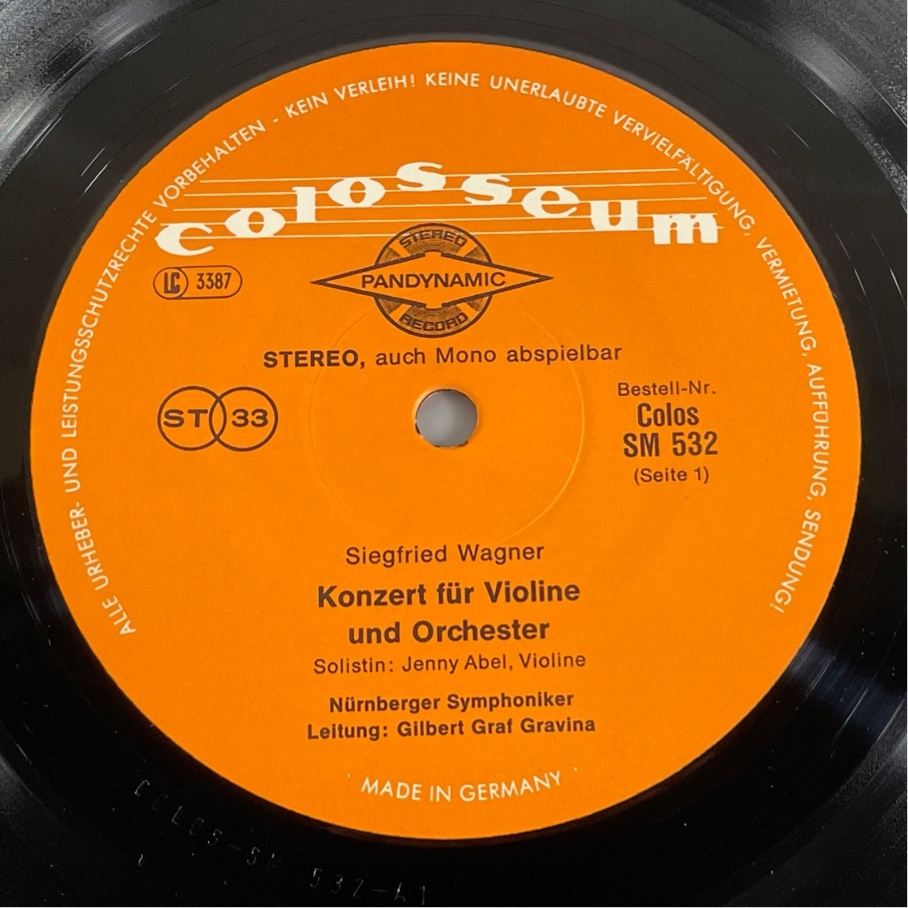 ALLE URHEBER- UND LEISTUNGSSCHUTZRECHTE VORBEHALTEN - KEIN VERLEIH! KEINE UNERLAUBTE VERVIELFÄLTIGUNG, VERMIETUNG, AUFFÜHRUNG, SENDUNG!
colosseum
STEREO
PANDYNAMIC
RECORD
LC 3387
STEREO, auch Mono abspielbar
ST 33
Bestell-Nr.
Colos
SM 532
(Seite 1)
Siegfried Wagner
Konzert für Violine
und Orchester
Solistin: Jenny Abel, Violine
Nürnberger Symphoniker
Leitung: Gilbert Graf Gravina
MADE IN GERMANY
COLOS-SM 532-A1